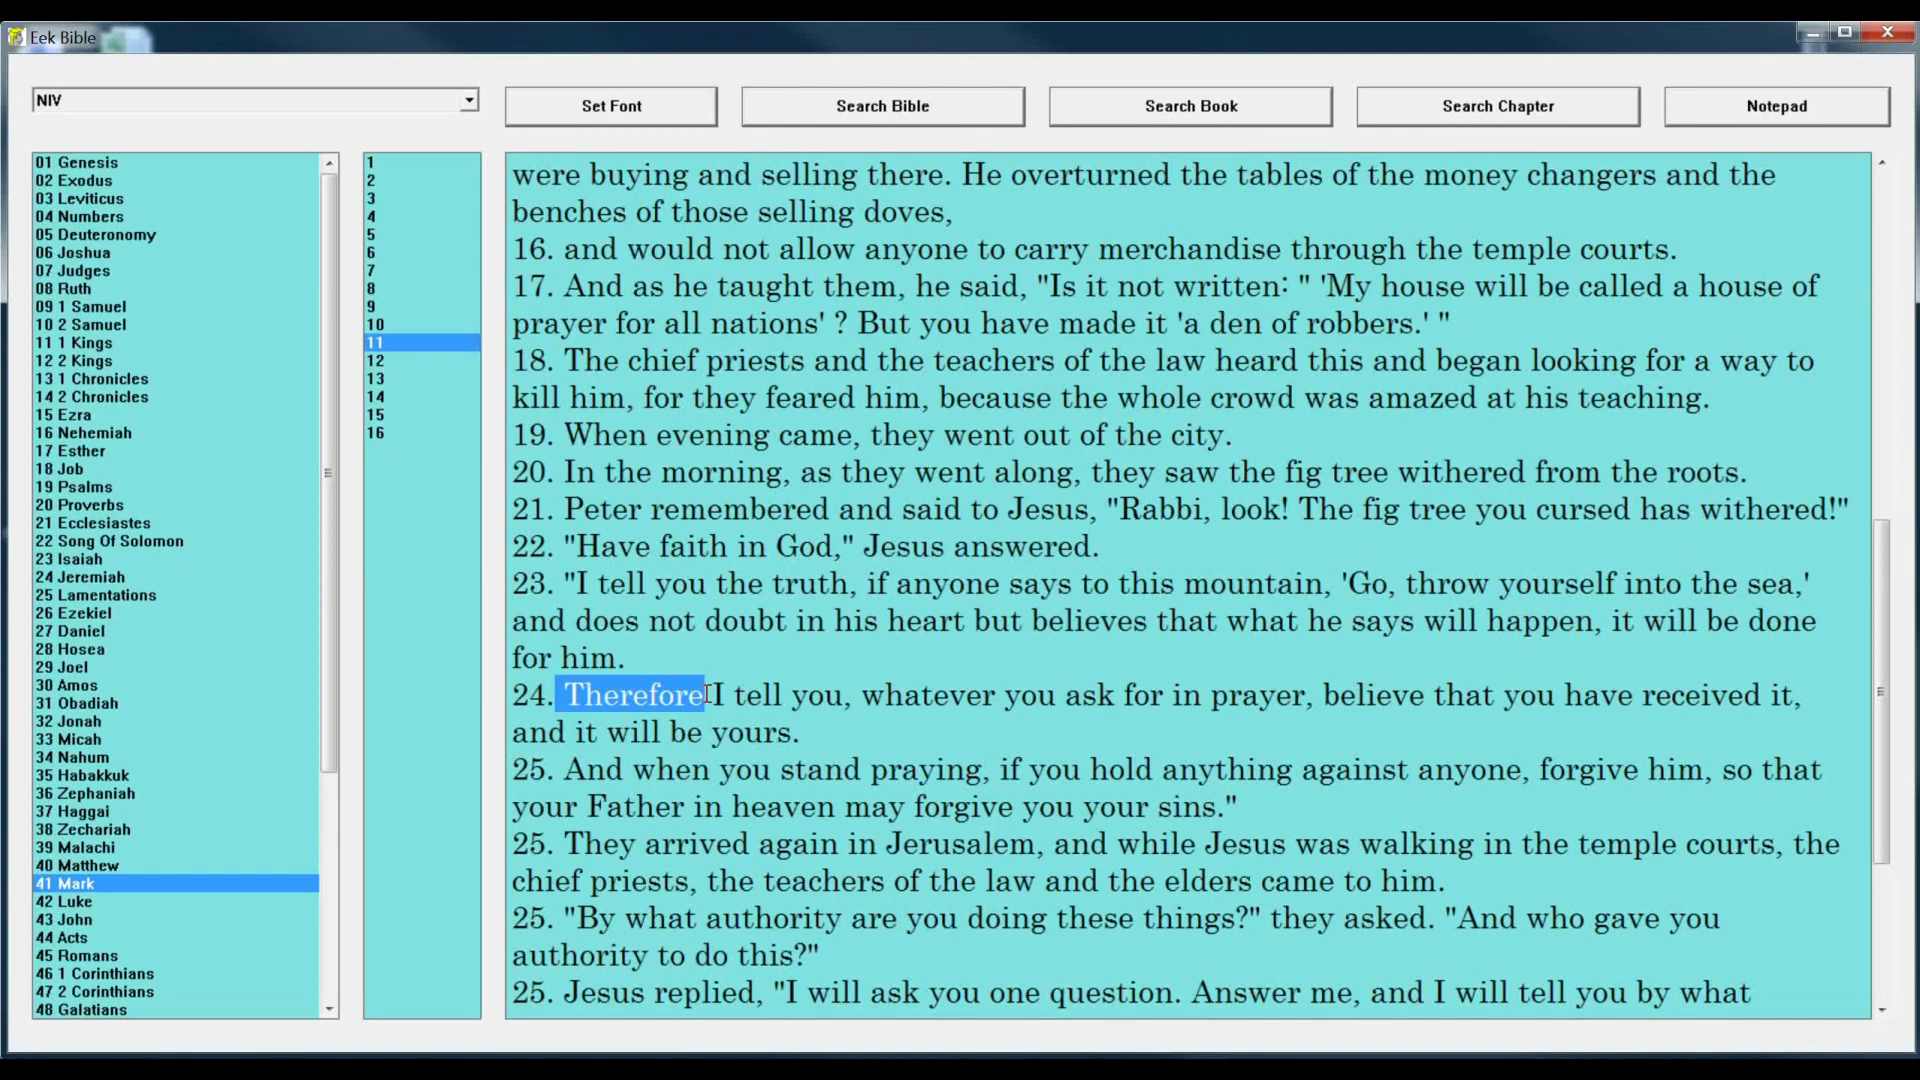 Eek Bible
NIV
Set Font
Search Bible
Search Book
Search Chapter
Notepad
01 Genesis
02 Exodus
03 Leviticus
04 Numbers
05 Deuteronomy
06 Joshua
07 Judges
08 Ruth
09 1 Samuel
10 2 Samuel
11 1 Kings
12 2 Kings
13 1 Chronicles
14 2 Chronicles
15 Ezra
16 Nehemiah
17 Esther
18 Job
19 Psalms
20 Proverbs
21 Ecclesiastes
22 Song Of Solomon
23 Isaiah
24 Jeremiah
25 Lamentations
26 Ezekiel
27 Daniel
28 Hosea
29 Joel
30 Amos
31 Obadiah
32 Jonah
33 Micah
34 Nahum
35 Habakkuk
36 Zephaniah
37 Haggai
38 Zechariah
39 Malachi
40 Matthew
41 Mark
42 Luke
43 John
44 Acts
45 Romans
46 1 Corinthians
47 2 Corinthians
48 Galatians
1
2
3
4
5
6
7
8
9
10
11
12
13
14
15
16
were buying and selling there. He overturned the tables of the money changers and the
benches of those selling doves,
16. and would not allow anyone to carry merchandise through the temple courts.
17. And as he taught them, he said, "Is it not written: " 'My house will be called a house of
prayer for all nations' ? But you have made it 'a den of robbers.' "
18. The chief priests and the teachers of the law heard this and began looking for a way to
kill him, for they feared him, because the whole crowd was amazed at his teaching.
19. When evening came, they went out of the city.
20. In the morning, as they went along, they saw the fig tree withered from the roots.
21. Peter remembered and said to Jesus, "Rabbi, look! The fig tree you cursed has withered!"
22. "Have faith in God," Jesus answered.
23. "I tell you the truth, if anyone says to this mountain, 'Go, throw yourself into the sea,'
and does not doubt in his heart but believes that what he says will happen, it will be done
for him.
24. Therefore I tell you, whatever you ask for in prayer, believe that you have received it,
and it will be yours.
25. And when you stand praying, if you hold anything against anyone, forgive him, so that
your Father in heaven may forgive you your sins."
25. They arrived again in Jerusalem, and while Jesus was walking in the temple courts, the
chief priests, the teachers of the law and the elders came to him.
25. "By what authority are you doing these things?" they asked. "And who gave you
authority to do this?"
25. Jesus replied, "I will ask you one question. Answer me, and I will tell you by what